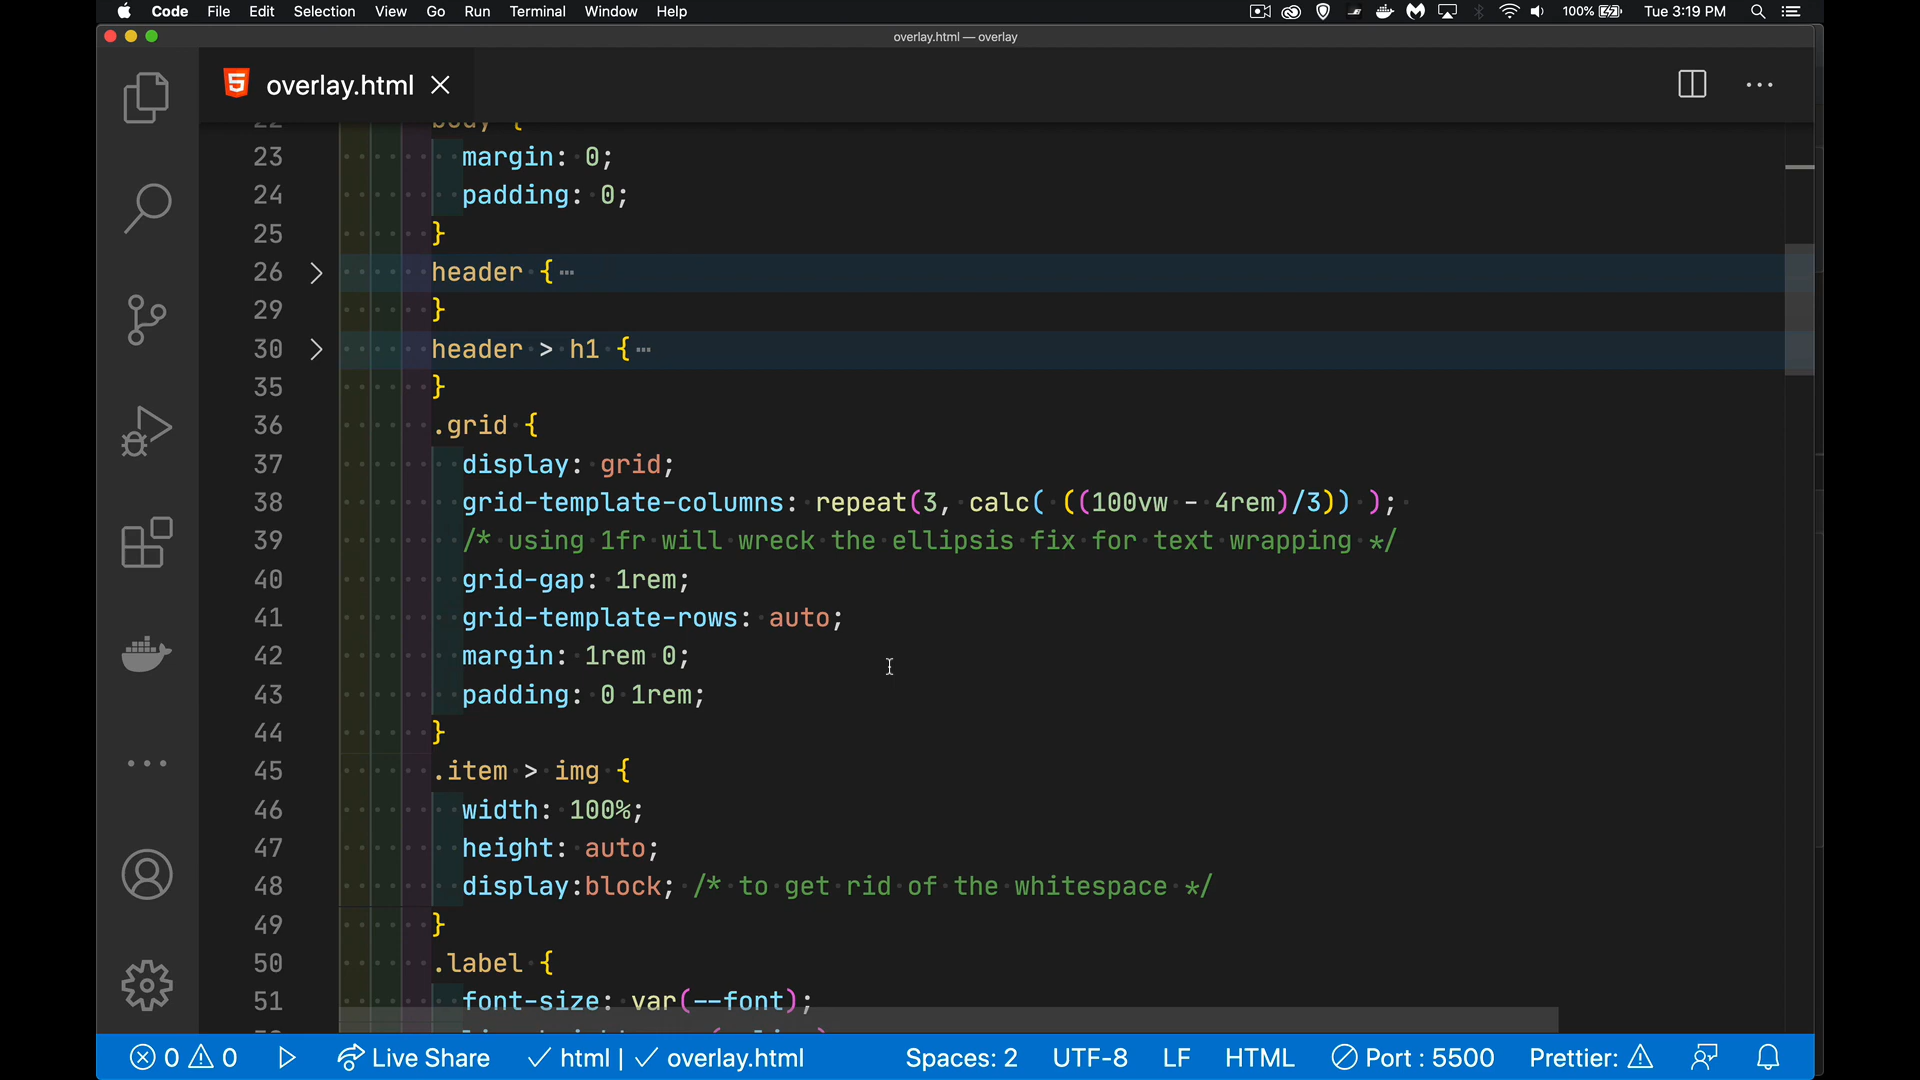 Code File Edit Selection View Go Run Terminal Window Help 100% Tue 3:19 PM
overlay.html — overlay
overlay.html
22 body {
23 margin: 0;
24 padding: 0;
25 }
26 header {
29 }
30 header > h1 {
35 }
36 .grid {
37 display: grid;
38 grid-template-columns: repeat(3, calc( ((100vw - 4rem)/3)) );
39 /* using 1fr will wreck the ellipsis fix for text wrapping */
40 grid-gap: 1rem;
41 grid-template-rows: auto;
42 margin: 1rem 0;
43 padding: 0 1rem;
44 }
45 .item > img {
46 width: 100%;
47 height: auto;
48 display:block; /* to get rid of the whitespace */
49 }
50 .label {
51 font-size: var(--font);
0 0 Live Share html | overlay.html Spaces: 2 UTF-8 LF HTML Port : 5500 Prettier: